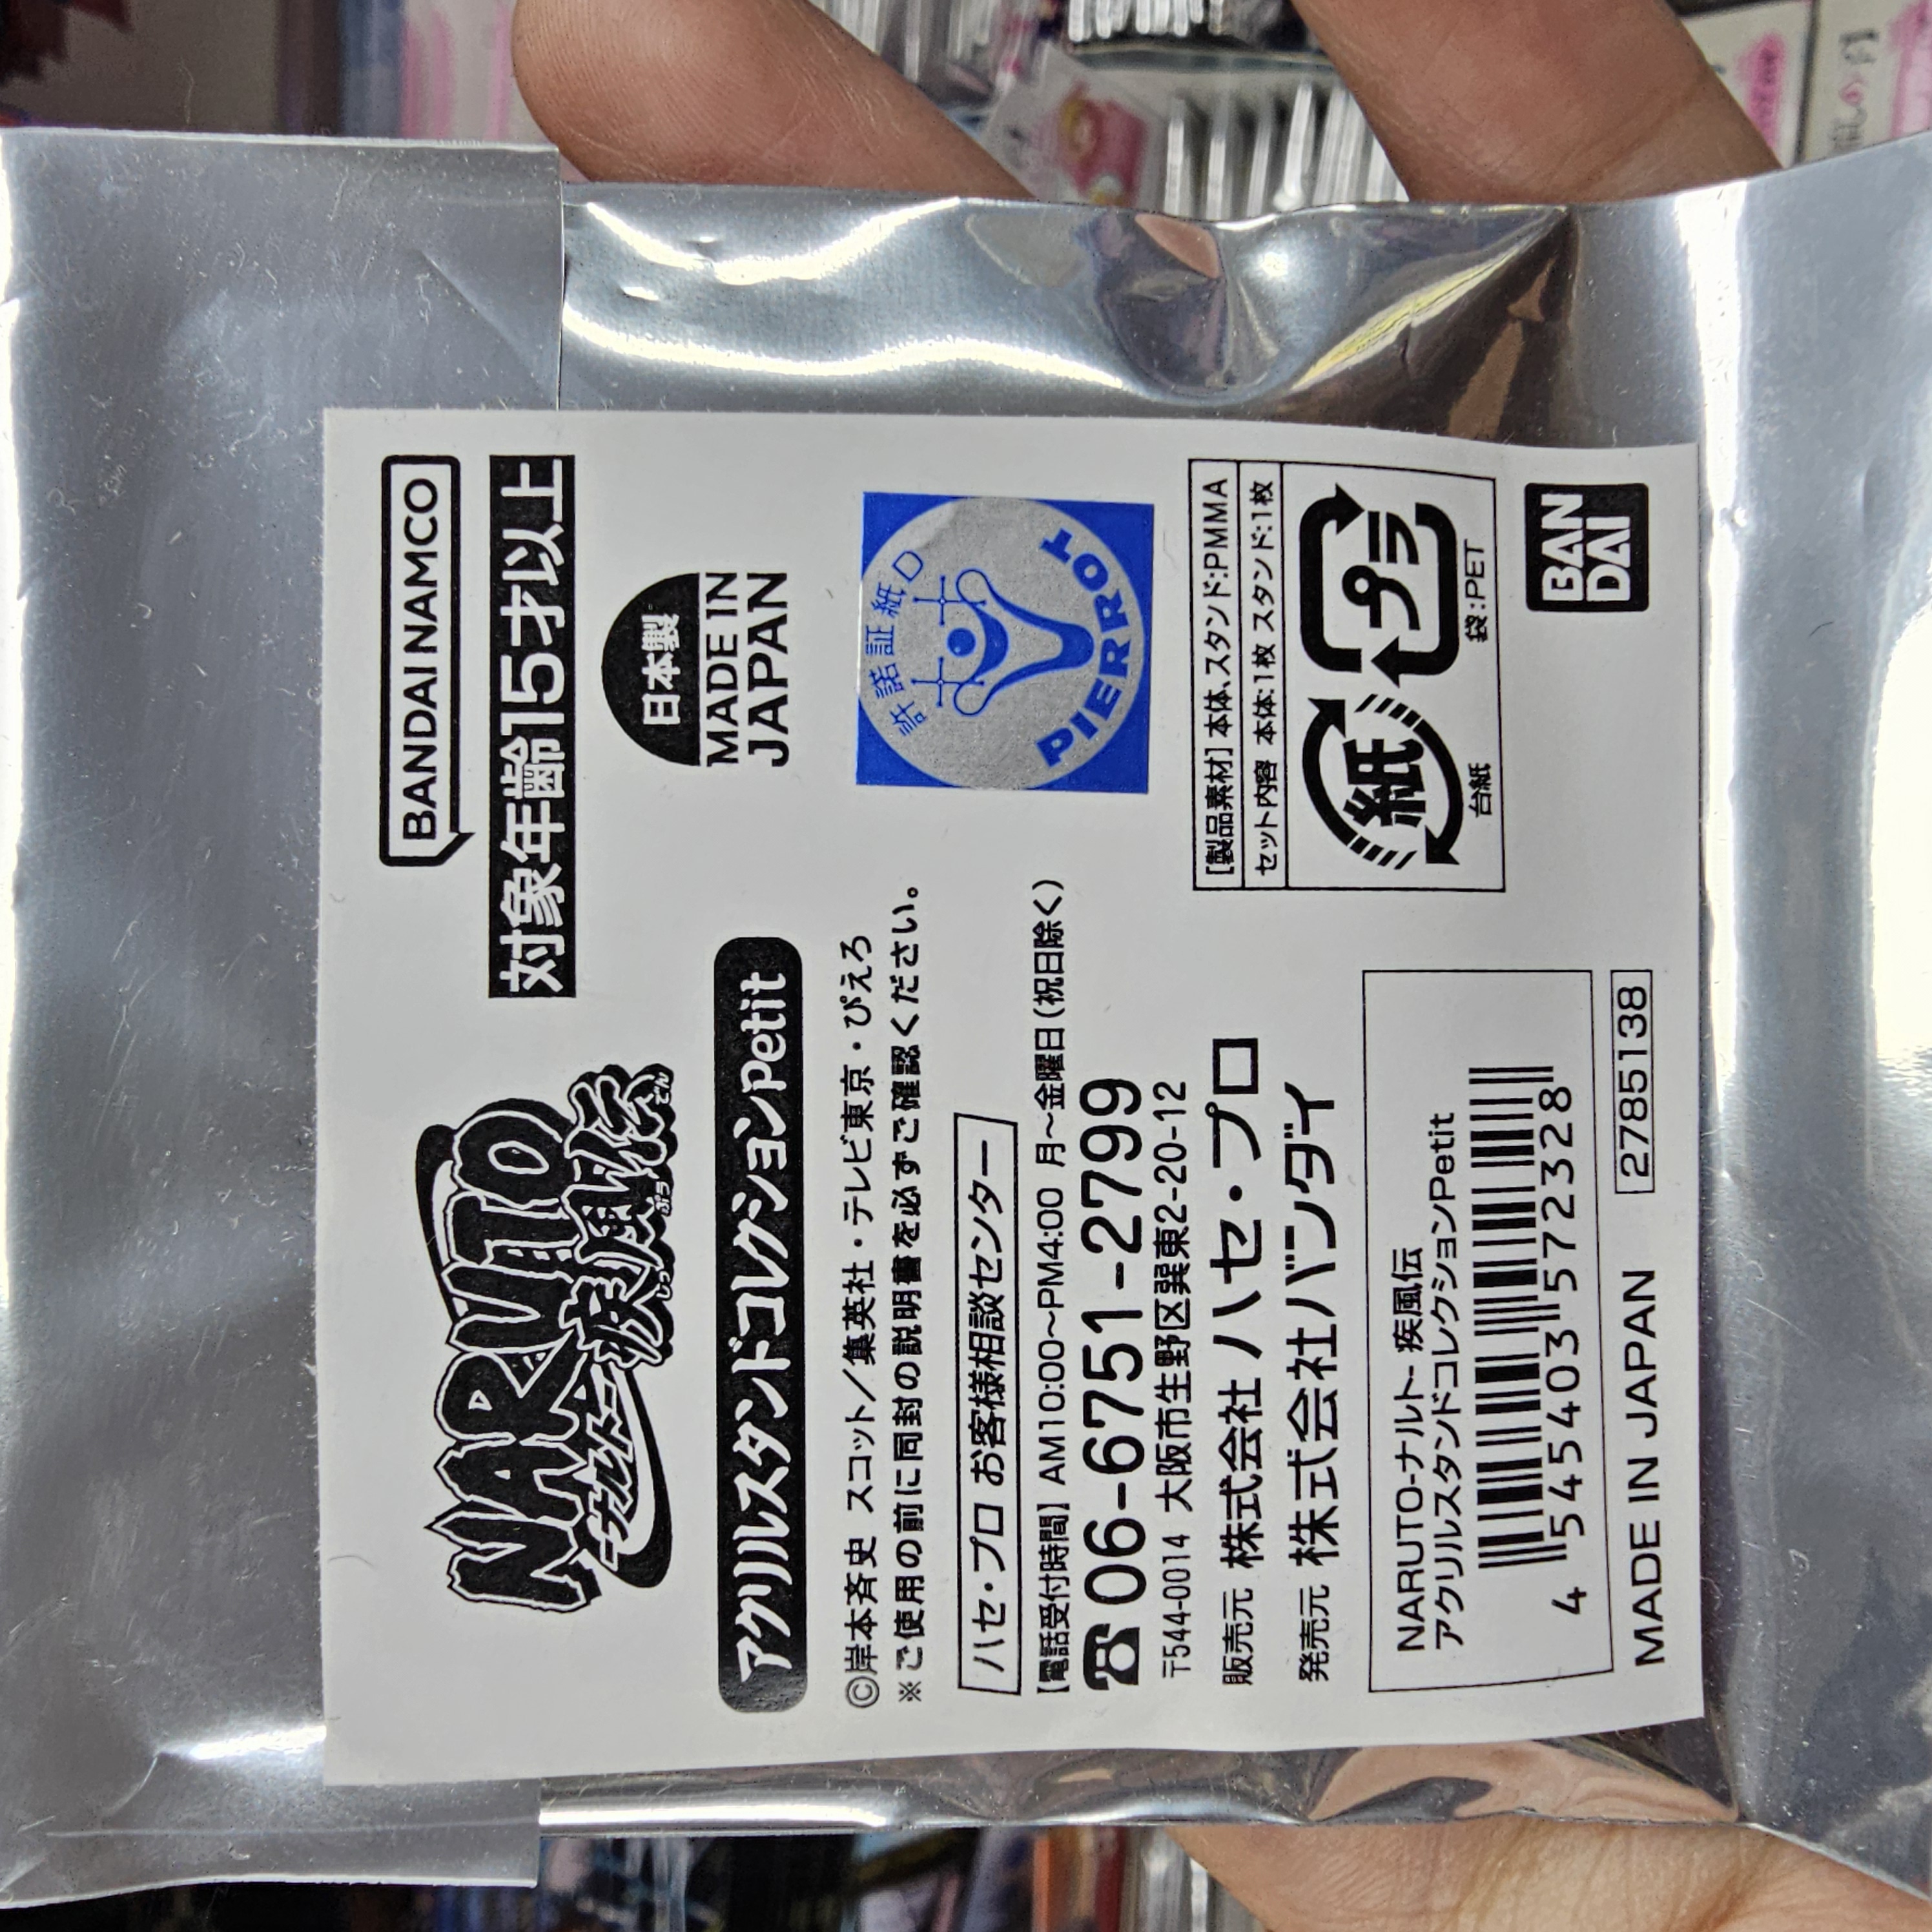 BANDAI NAMCO
対象年齢15才以上
NARUTO
-ナルト-
疾風伝
しっ ぷう でん
日本製
MADE IN
JAPAN
アクリルスタンドコレクションPetit
©岸本斉史 スコット／集英社・テレビ東京・ぴえろ
※ご使用の前に同封の説明書を必ずご確認ください。
許諾証紙D
PIERROT
ハセ・プロ お客様相談センター
【電話受付時間】AM10:00〜PM4:00 月〜金曜日(祝日除く)
☎06-6751-2799
〒544-0014 大阪市生野区巽東2-20-12
販売元 株式会社 ハセ・プロ
発売元 株式会社バンダイ
[製品素材] 本体、スタンド:PMMA
セット内容 本体:1枚 スタンド:1枚
紙
プラ
台紙
袋:PET
NARUTO-ナルト- 疾風伝
アクリルスタンドコレクションPetit
4 545403 572328
MADE IN JAPAN
2785138
BAN
DAI